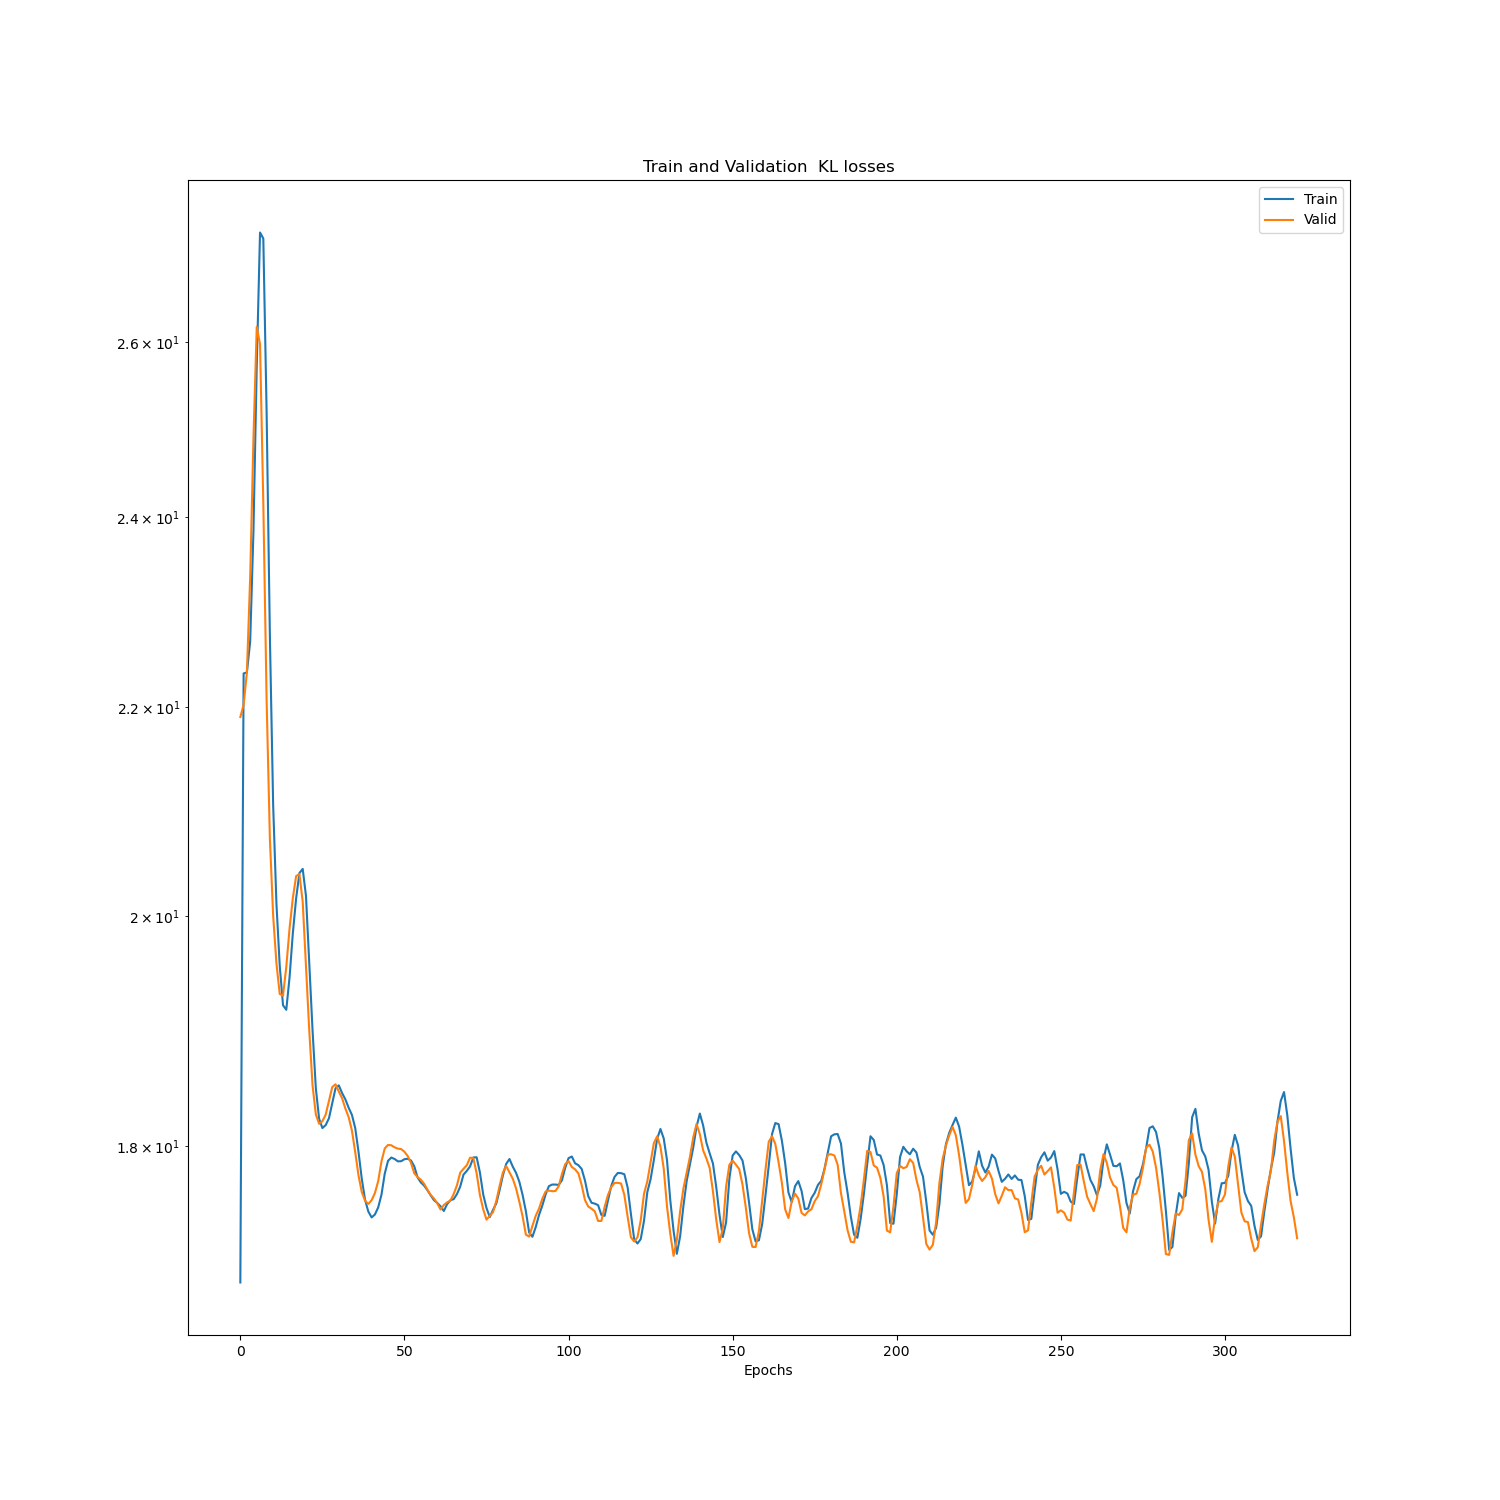 Train and Validation  KL losses
Train
Valid
2.6 × 10¹
2.4 × 10¹
2.2 × 10¹
2 × 10¹
1.8 × 10¹
0 50 100 150 200 250 300
Epochs